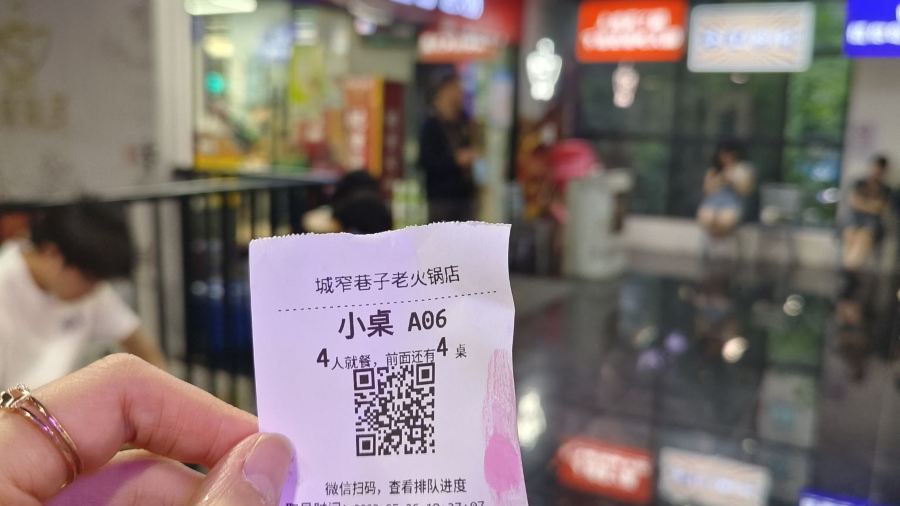 城窄巷子老火锅店
小桌 A06
4人就餐，前面还有4 桌
微信扫码，查看排队进度